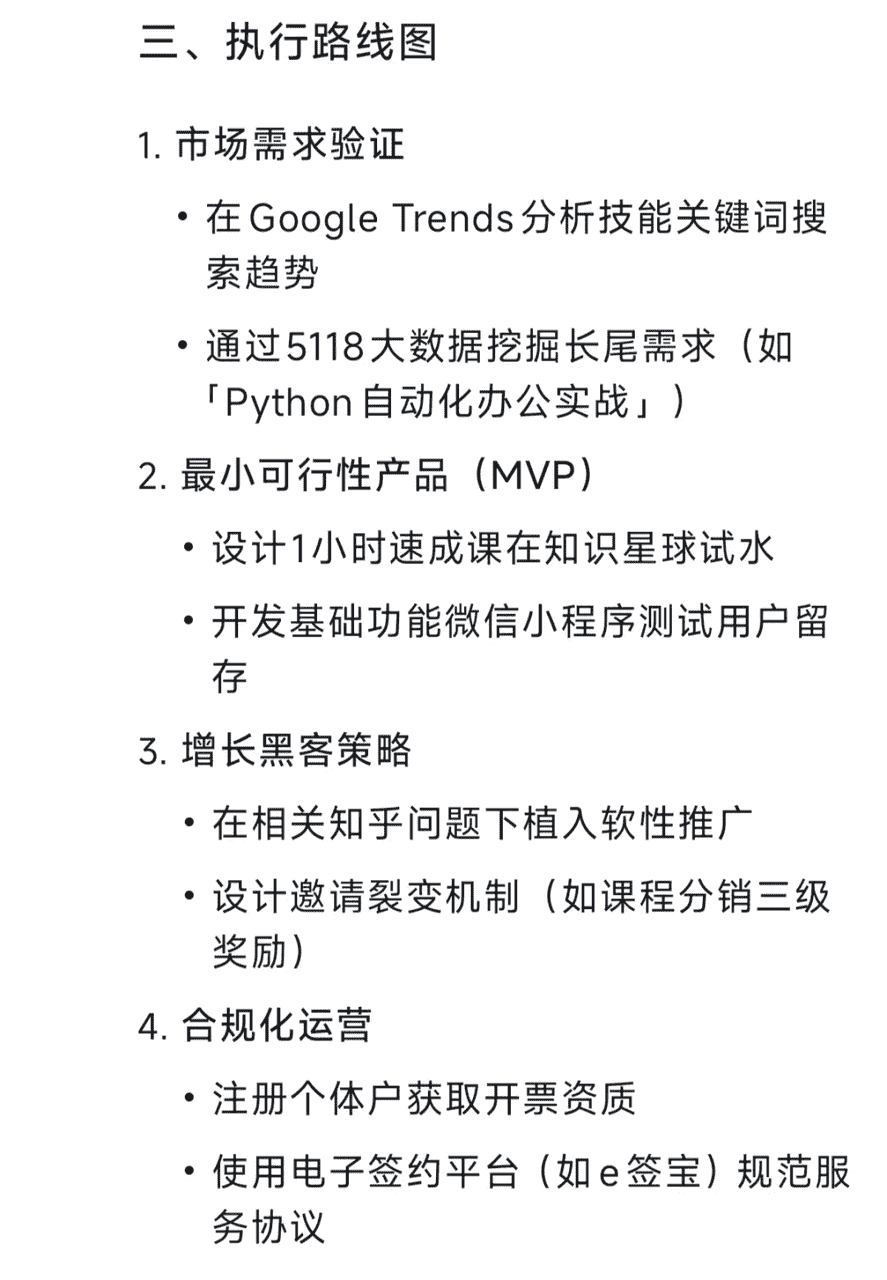 三、执行路线图
1. 市场需求验证
• 在Google Trends分析技能关键词搜
索趋势
• 通过5118大数据挖掘长尾需求（如
「Python自动化办公实战」）
2. 最小可行性产品（MVP）
• 设计1小时速成课在知识星球试水
• 开发基础功能微信小程序测试用户留
存
3. 增长黑客策略
• 在相关知乎问题下植入软性推广
• 设计邀请裂变机制（如课程分销三级
奖励）
4. 合规化运营
• 注册个体户获取开票资质
• 使用电子签约平台（如e签宝）规范服
务协议